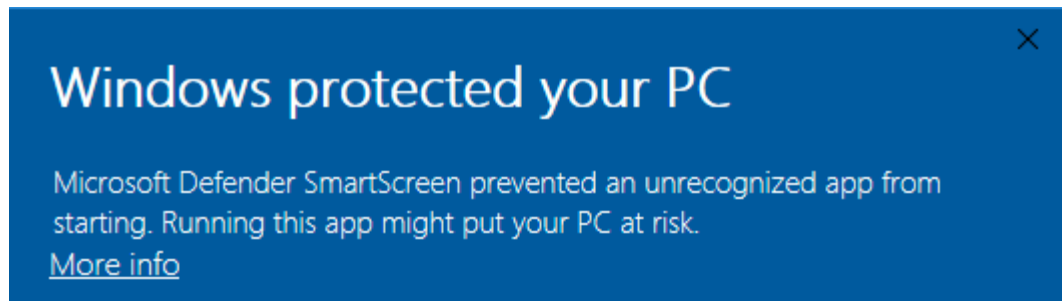 Windows protected your PC
Microsoft Defender SmartScreen prevented an unrecognized app from
starting. Running this app might put your PC at risk.
More info